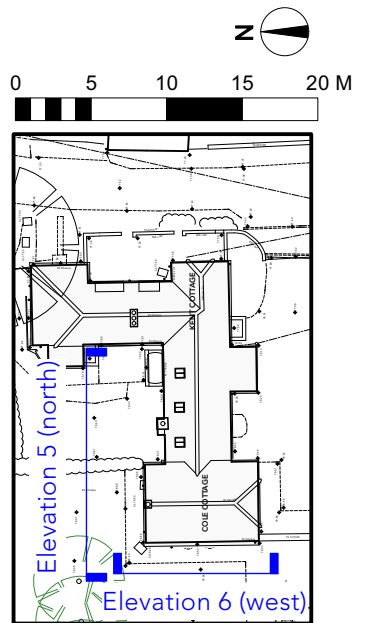 N
0 5 10 15 20 M
KENT COTTAGE
Elevation 5 (north)
COLE COTTAGE
Elevation 6 (west)